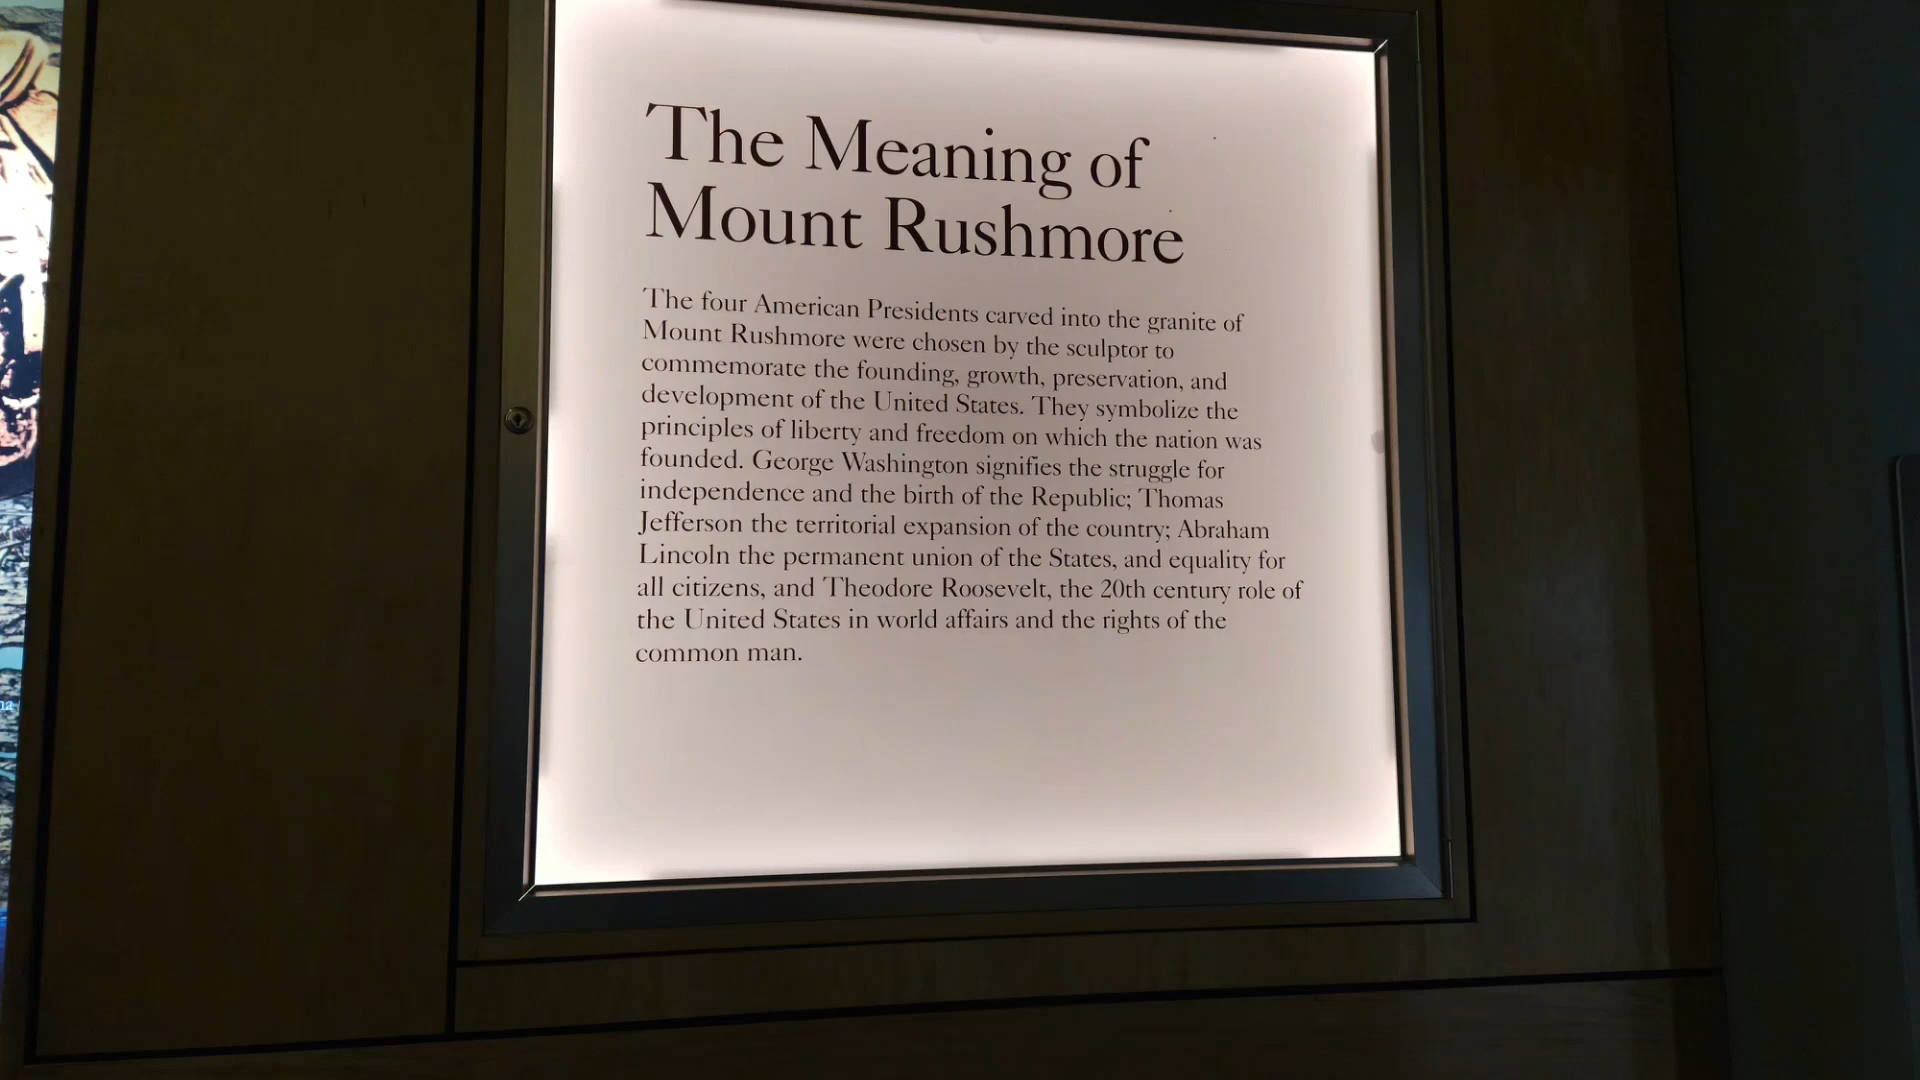 The Meaning of
Mount Rushmore
The four American Presidents carved into the granite of
Mount Rushmore were chosen by the sculptor to
commemorate the founding, growth, preservation, and
development of the United States. They symbolize the
principles of liberty and freedom on which the nation was
founded. George Washington signifies the struggle for
independence and the birth of the Republic; Thomas
Jefferson the territorial expansion of the country; Abraham
Lincoln the permanent union of the States, and equality for
all citizens, and Theodore Roosevelt, the 20th century role of
the United States in world affairs and the rights of the
common man.